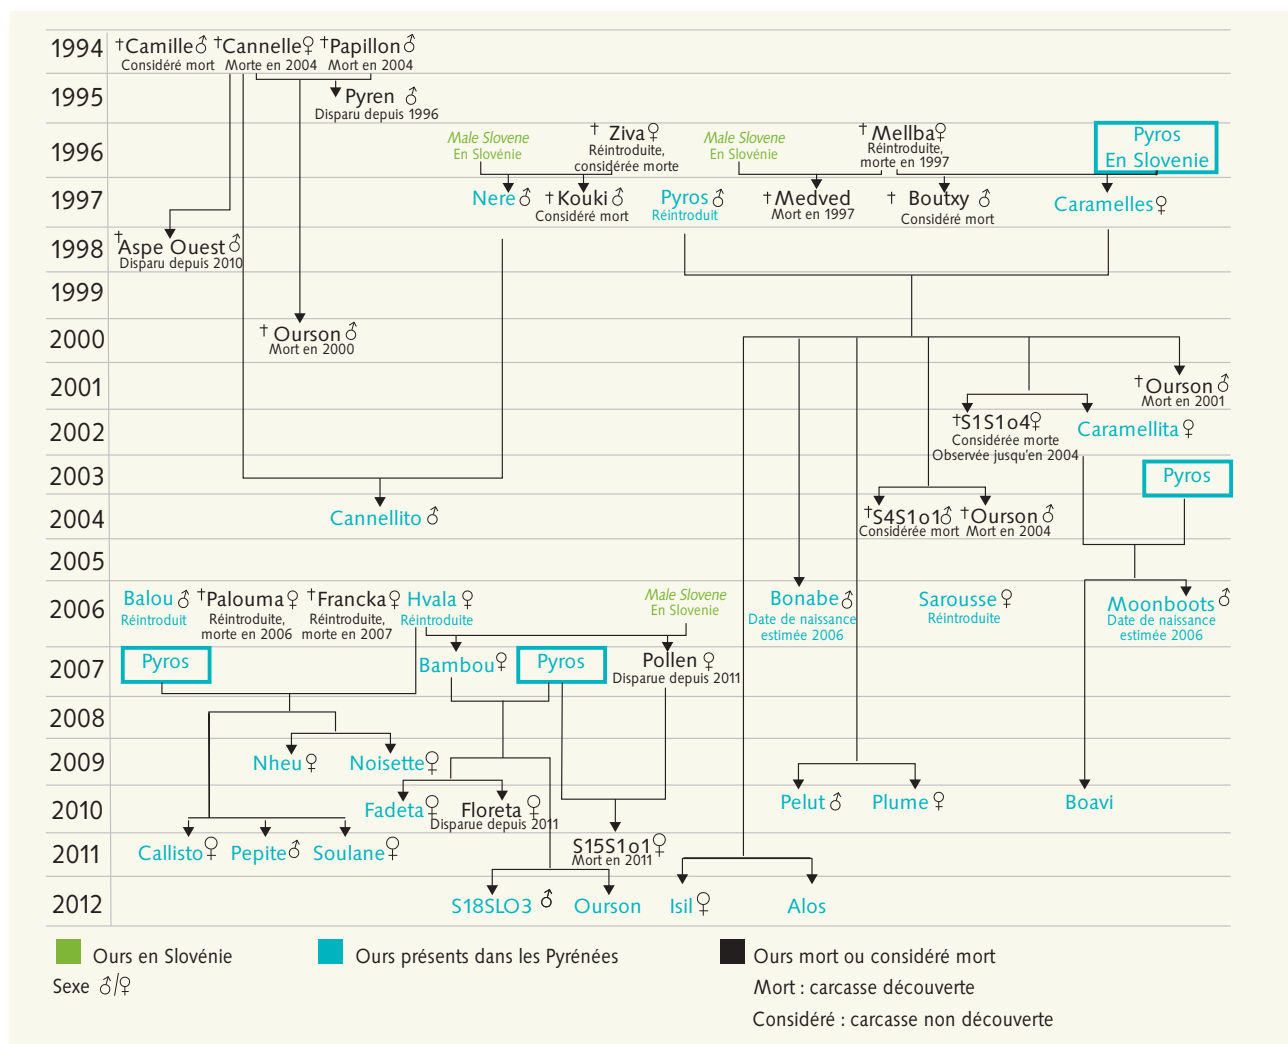 1994
†Camille♂ †Cannelle♀ †Papillon♂
Considéré mort Morte en 2004 Mort en 2004
1995
Pyren ♂
Disparu depuis 1996
1996
Male Slovene
En Slovénie
† Ziva♀
Réintroduite,
considérée morte
Male Slovene
En Slovénie
† Mellba♀
Réintroduite,
morte en 1997
Pyros
En Slovenie
1997
Nere♂
†Kouki♂
Considéré mort
Pyros♂
Réintroduit
†Medved
Mort en 1997
† Boutxy ♂
Considéré mort
Caramelles♀
1998
†Aspe Ouest♂
Disparu depuis 2010
1999
2000
† Ourson♂
Mort en 2000
2001
†Ourson♂
Mort en 2001
2002
†S1S1o4♀
Considérée morte
Observée jusqu'en 2004
Caramellita♀
2003
Pyros
2004
Cannellito♂
†S4S1o1♂
Considérée mort
†Ourson♂
Mort en 2004
2005
2006
Balou♂
Réintroduit
†Palouma♀
Réintroduite,
morte en 2006
†Francka♀
Réintroduite,
morte en 2007
Hvala ♀
Réintroduite
Male Slovene
En Slovenie
Bonabe♂
Date de naissance
estimée 2006
Sarousse♀
Réintroduite
Moonboots♂
Date de naissance
estimée 2006
2007
Pyros
Bambou♀
Pyros
Pollen ♀
Disparue depuis 2011
2008
2009
Nheu♀
Noisette♀
2010
Fadeta♀
Floreta ♀
Disparue depuis 2011
Pelut♂
Plume♀
Boavi
2011
Callisto♀
Pepite♂
Soulane♀
S15S1o1♀
Mort en 2011
2012
S18SLO3 ♂
Ourson
Isil♀
Alos
Ours en Slovénie
Ours présents dans les Pyrénées
Ours mort ou considéré mort
Sexe ♂/♀
Mort : carcasse découverte
Considéré : carcasse non découverte